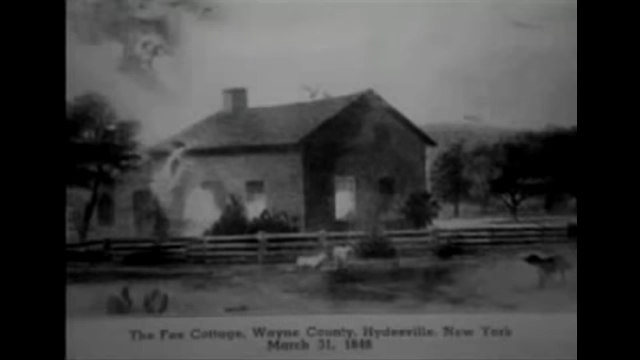 The Fox Cottage, Wayne County, Hydesville, New York
March 31, 1848